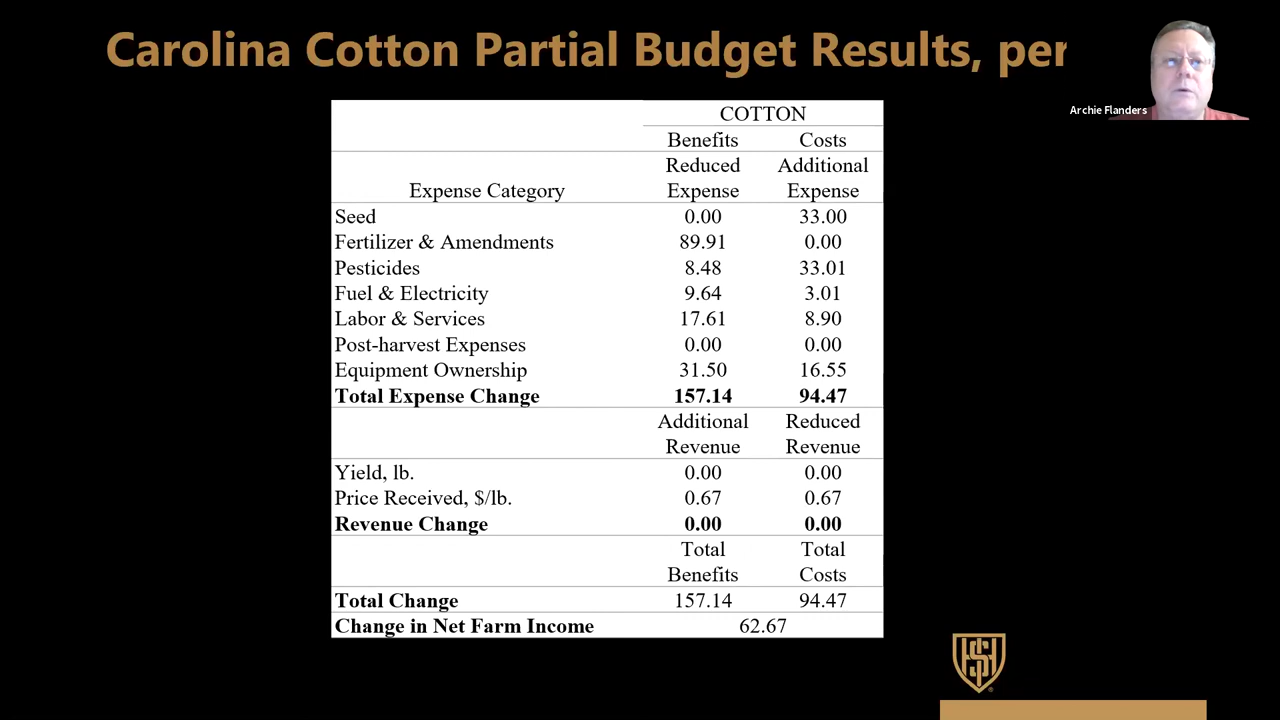 Carolina Cotton Partial Budget Results, per
Archie Flanders
COTTON
Benefits Costs
Reduced Additional
Expense Category Expense Expense
Seed 0.00 33.00
Fertilizer & Amendments 89.91 0.00
Pesticides 8.48 33.01
Fuel & Electricity 9.64 3.01
Labor & Services 17.61 8.90
Post-harvest Expenses 0.00 0.00
Equipment Ownership 31.50 16.55
Total Expense Change 157.14 94.47
Additional Reduced
Revenue Revenue
Yield, lb. 0.00 0.00
Price Received, $/lb. 0.67 0.67
Revenue Change 0.00 0.00
Total Total
Benefits Costs
Total Change 157.14 94.47
Change in Net Farm Income 62.67